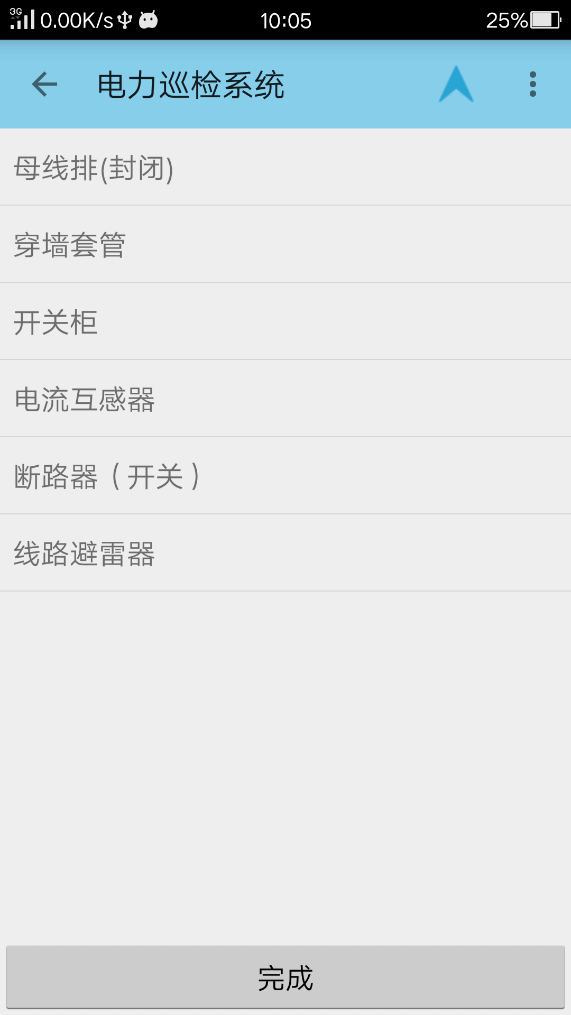 3G 0.00K/s 10:05 25%
电力巡检系统
母线排(封闭)
穿墙套管
开关柜
电流互感器
断路器（开关）
线路避雷器
完成